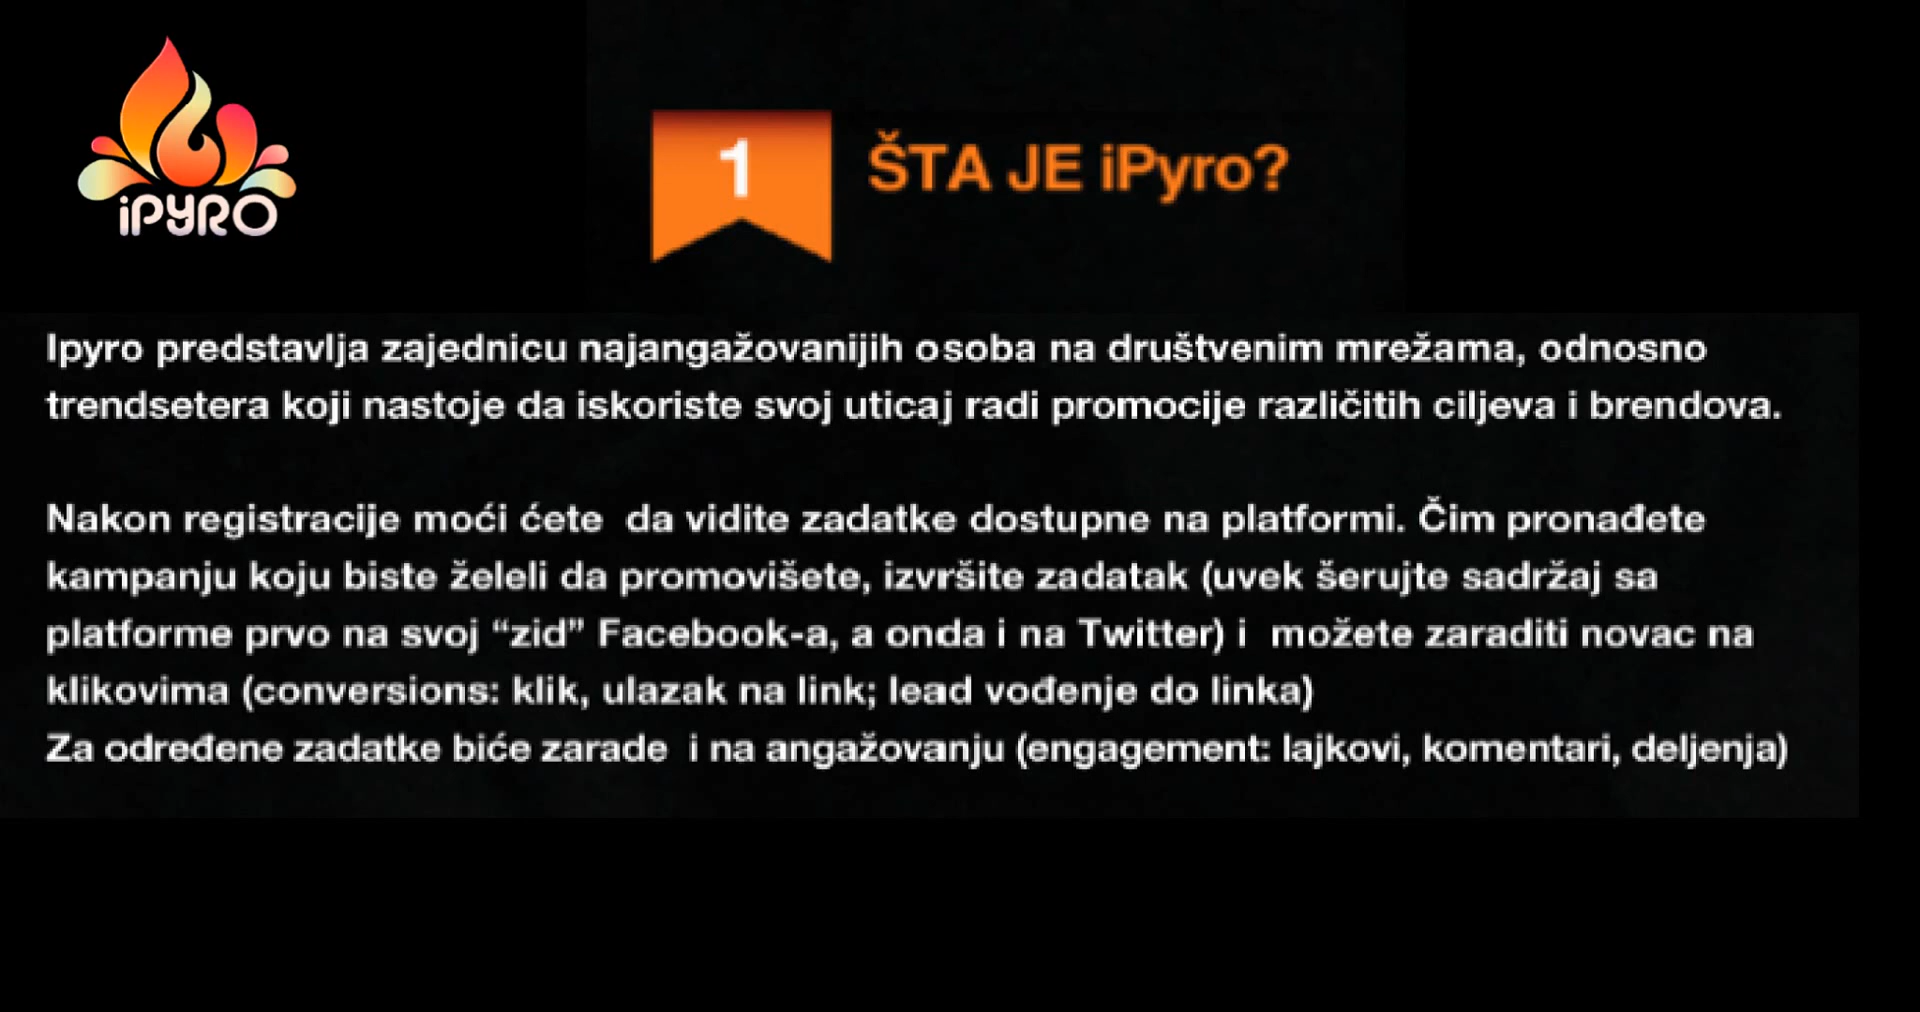 iPYRO
1
ŠTA JE iPyro?
Ipyro predstavlja zajednicu najangažovanijih osoba na društvenim mrežama, odnosno
trendsetera koji nastoje da iskoriste svoj uticaj radi promocije različitih ciljeva i brendova.
Nakon registracije moći ćete  da vidite zadatke dostupne na platformi. Čim pronađete
kampanju koju biste želeli da promovišete, izvršite zadatak (uvek šerujte sadržaj sa
platforme prvo na svoj “zid” Facebook-a, a onda i na Twitter) i  možete zaraditi novac na
klikovima (conversions: klik, ulazak na link; lead vođenje do linka)
Za određene zadatke biće zarade  i na angažovanju (engagement: lajkovi, komentari, deljenja)